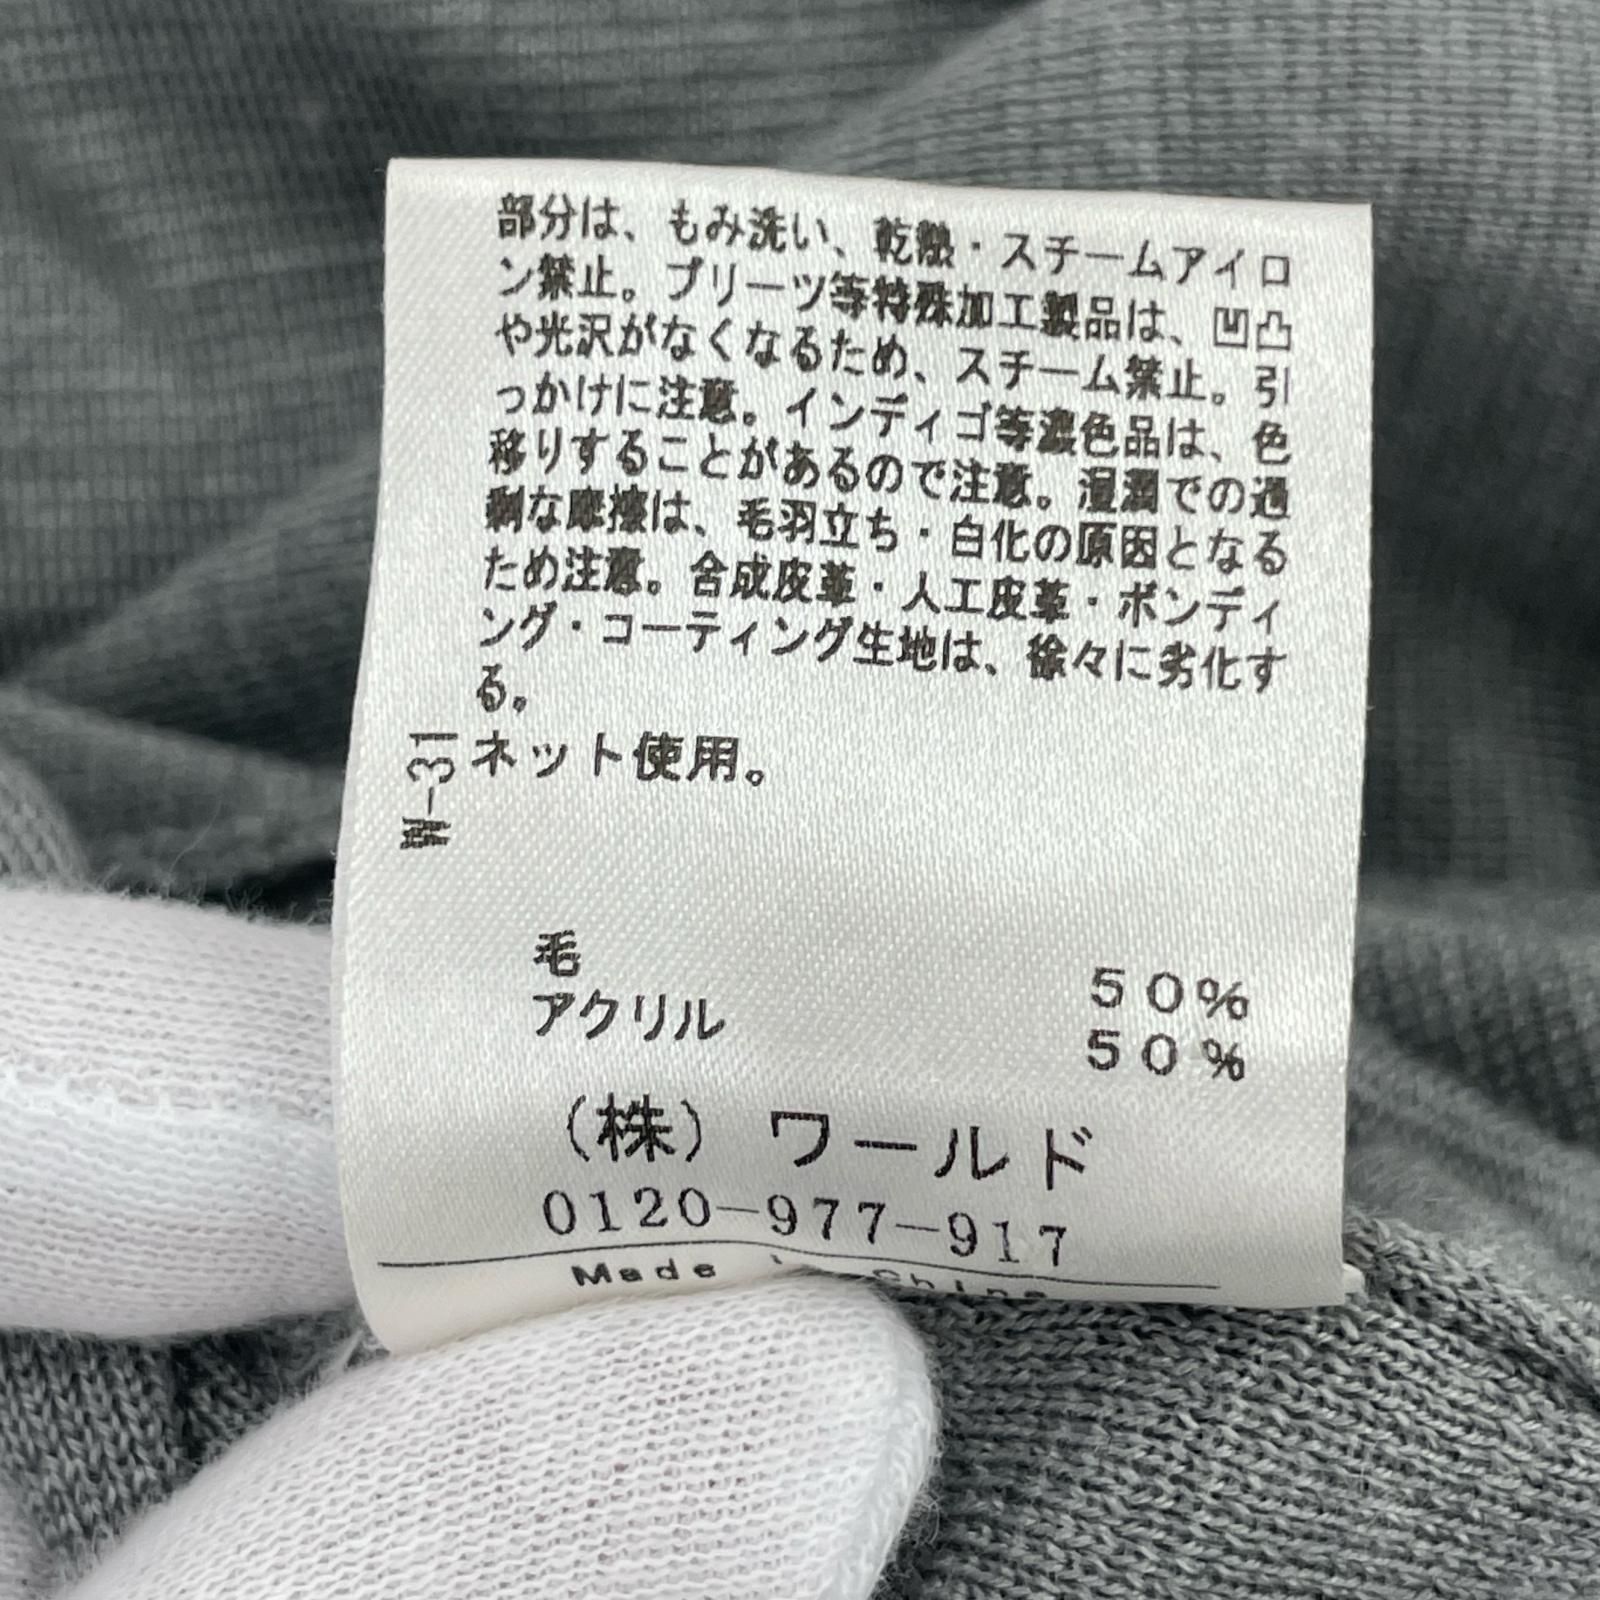 部分は、もみ洗い、乾熱・スチームアイロ
ン禁止。プリーツ等特殊加工製品は、凹凸
や光沢がなくなるため、スチーム禁止。引
っかけに注意。インディゴ等濃色品は、色
移りすることがあるので注意。湿潤での過
剰な摩擦は、毛羽立ち・白化の原因となる
ため注意。合成皮革・人工皮革・ボンディ
ング・コーティング生地は、徐々に劣化す
る。
ネット使用。
W-31
毛 50%
アクリル 50%
(株) ワールド
0120-977-917
Made in China